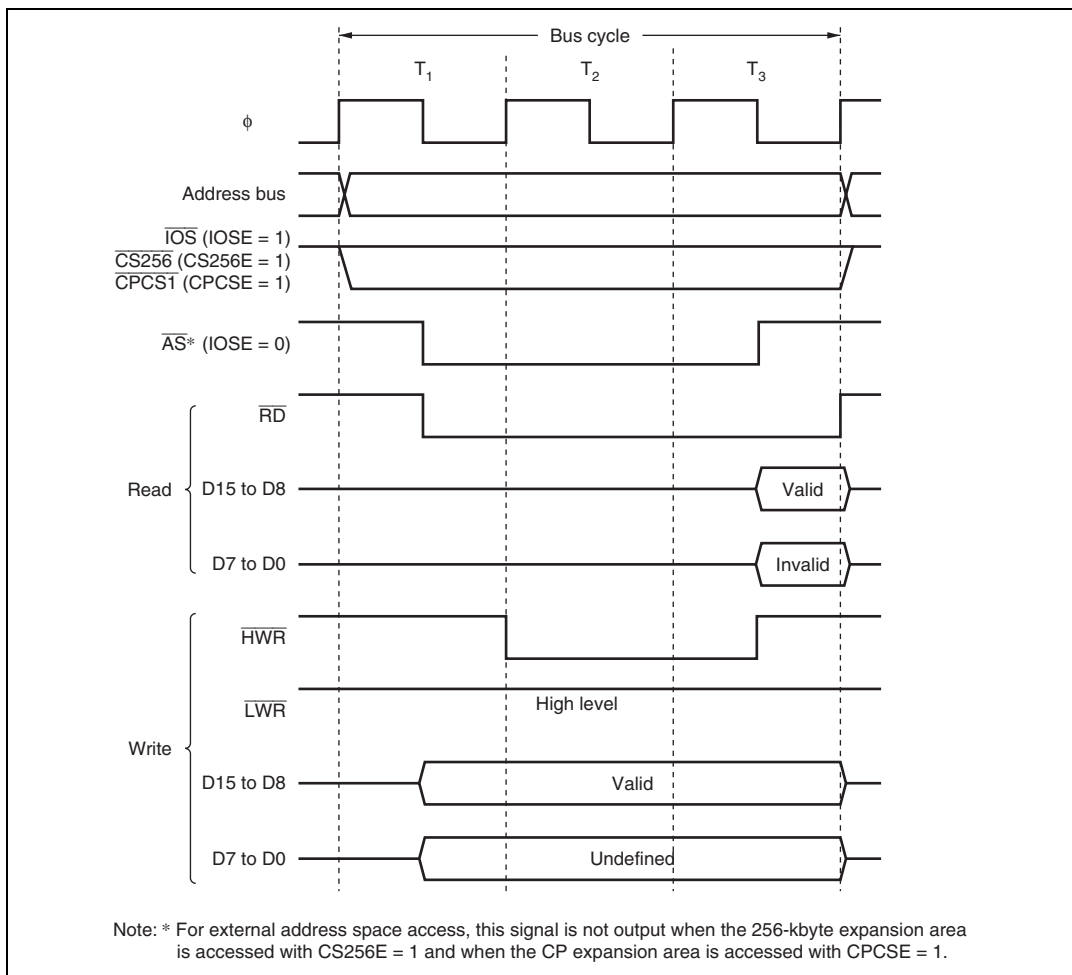 Bus cycle
T1 T2 T3
ϕ
Address bus
IOS (IOSE = 1)
CS256 (CS256E = 1)
CPCS1 (CPCSE = 1)
AS* (IOSE = 0)
Read
RD
D15 to D8 Valid
D7 to D0 Invalid
Write
HWR
LWR High level
D15 to D8 Valid
D7 to D0 Undefined
Note: * For external address space access, this signal is not output when the 256-kbyte expansion area
is accessed with CS256E = 1 and when the CP expansion area is accessed with CPCSE = 1.